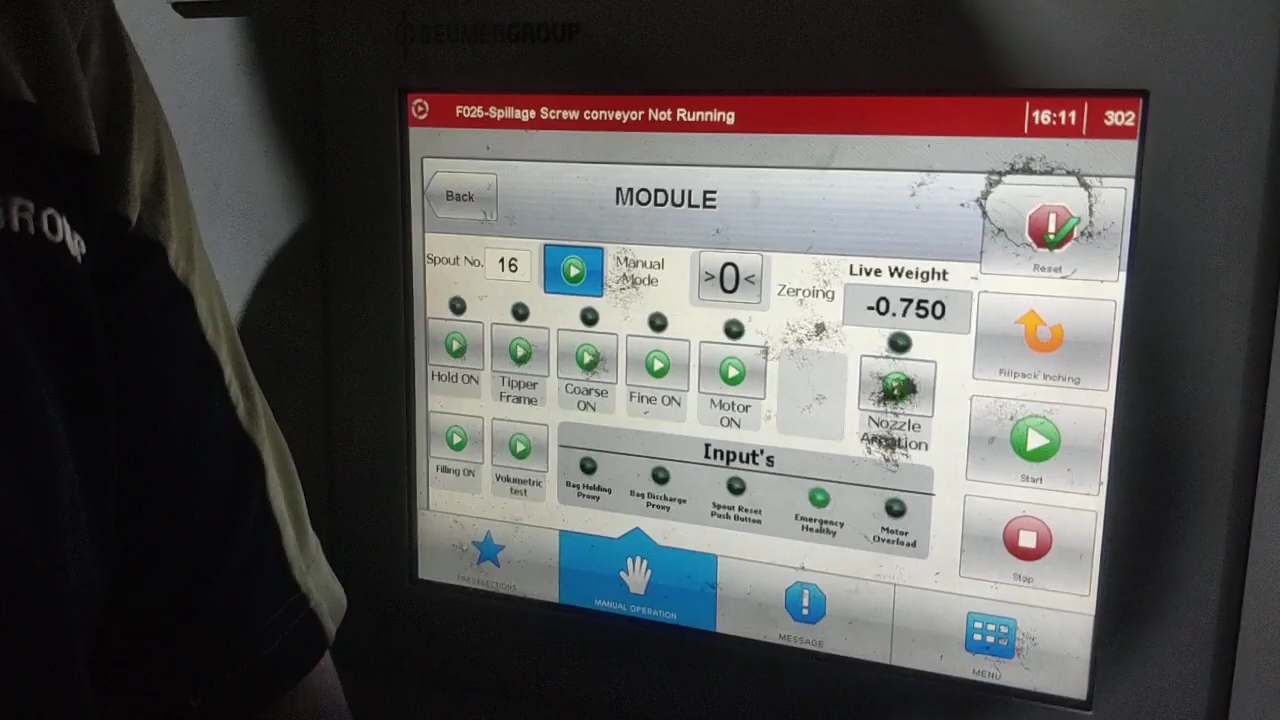 BEUMERGROUP
F025-Spillage Screw conveyor Not Running
16:11
302
Back
MODULE
Reset
Spout No.
16
Manual
Mode
>0<
Zeroing
Live Weight
-0.750
Hold ON
Tipper
Frame
Coarse
ON
Fine ON
Motor
ON
Nozzle
Aeration
Fillpack Inching
Filling ON
Volumetric
test
Input's
Bag Holding
Proxy
Bag Discharge
Proxy
Spout Reset
Push Button
Emergency
Healthy
Motor
Overload
Start
Stop
PRESELECTIONS
MANUAL OPERATION
MESSAGE
MENU
GROUP